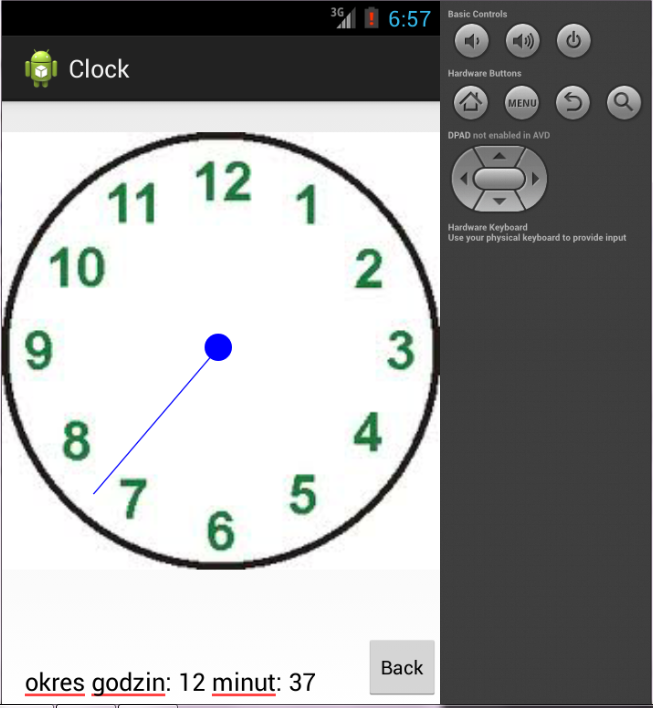 3G 6:57
Clock
12
11 1
10 2
9 3
8 4
7 5
6
okres godzin: 12 minut: 37
Back
Basic Controls
Hardware Buttons
MENU
DPAD not enabled in AVD
Hardware Keyboard
Use your physical keyboard to provide input